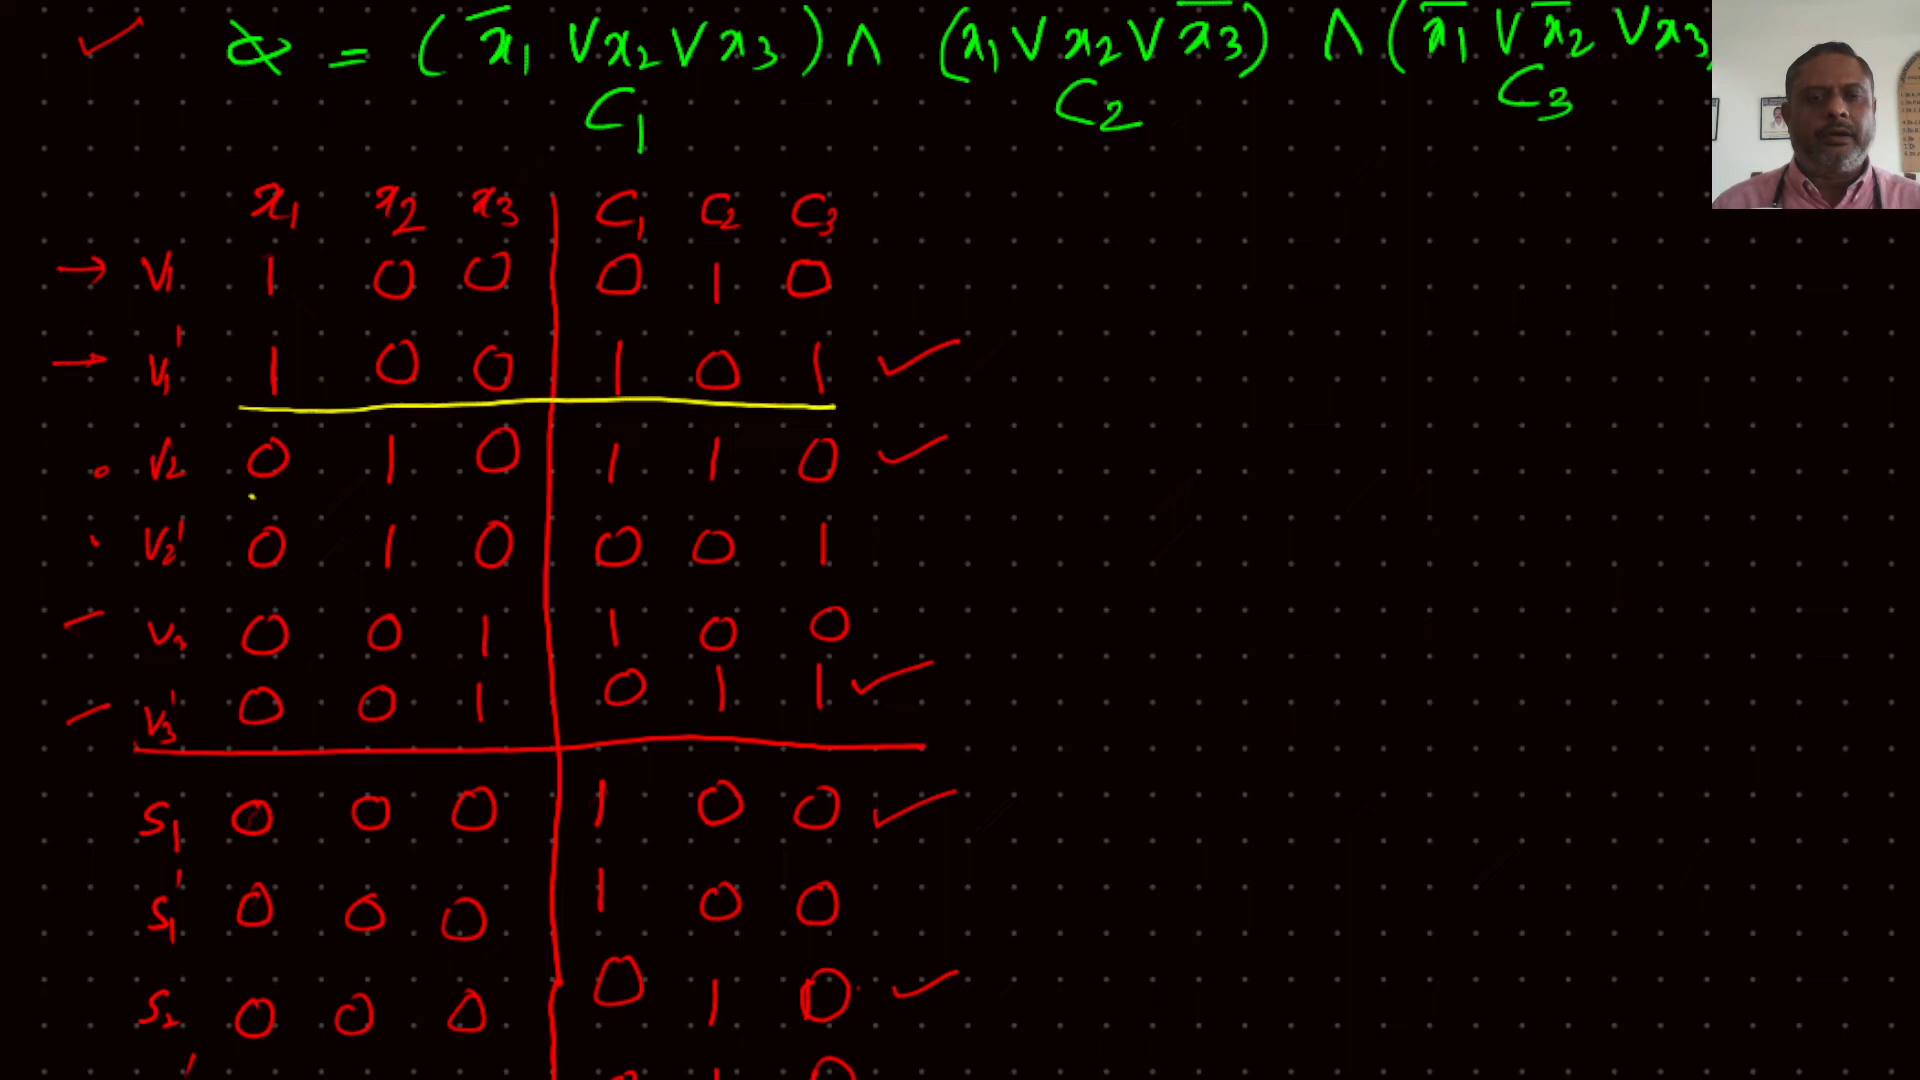 α = (x̄₁ ∨ x₂ ∨ x₃) ∧ (x₁ ∨ x₂ ∨ x̄₃) ∧ (x̄₁ ∨ x̄₂ ∨ x₃
C₁ C₂ C₃
x₁ x₂ x₃ C₁ C₂ C₃
→ V₁ 1 0 0 0 1 0
→ V₁' 1 0 0 1 0 1 ✓
V₂ 0 1 0 1 1 0 ✓
V₂' 0 1 0 0 0 1
V₃ 0 0 1 1 0 0
V₃' 0 0 1 0 1 1 ✓
S₁ 0 0 0 1 0 0 ✓
S₁' 0 0 0 1 0 0
S₂ 0 0 0 0 1 0 ✓